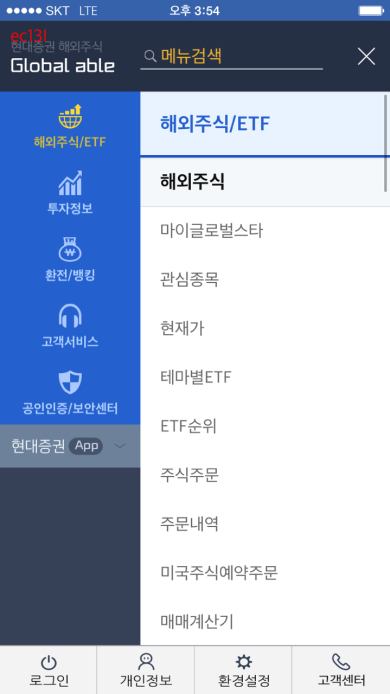 SKT LTE 오후 3:54
ec13l
현대증권 해외주식
Global able
메뉴검색
해외주식/ETF
투자정보
환전/뱅킹
고객서비스
공인인증/보안센터
현대증권 App
해외주식/ETF
해외주식
마이글로벌스타
관심종목
현재가
테마별ETF
ETF순위
주식주문
주문내역
미국주식예약주문
매매계산기
로그인
개인정보
환경설정
고객센터